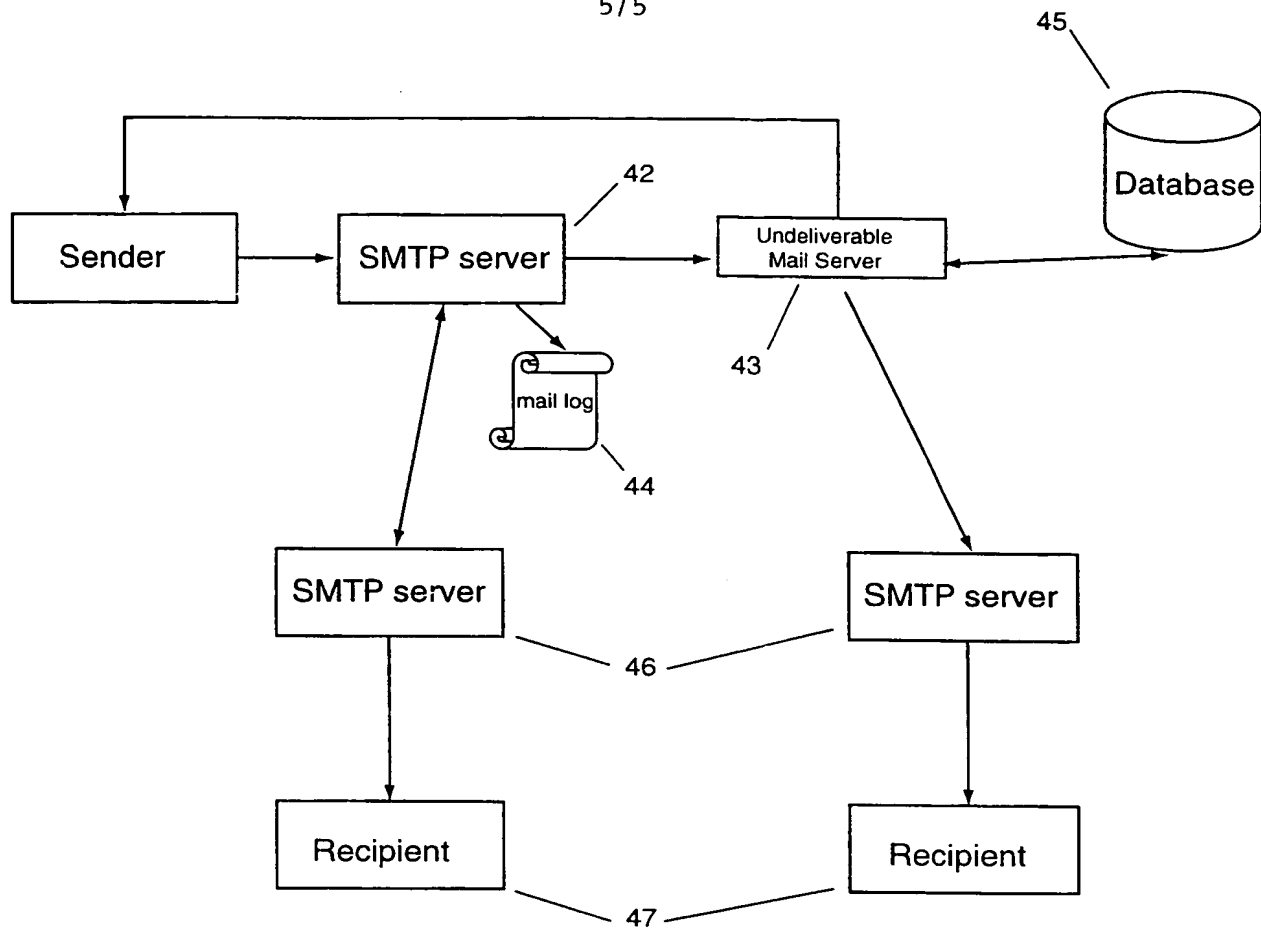 5/5
45
Database
42
Sender
SMTP server
Undeliverable
Mail Server
43
mail log
44
SMTP server
SMTP server
46
Recipient
Recipient
47